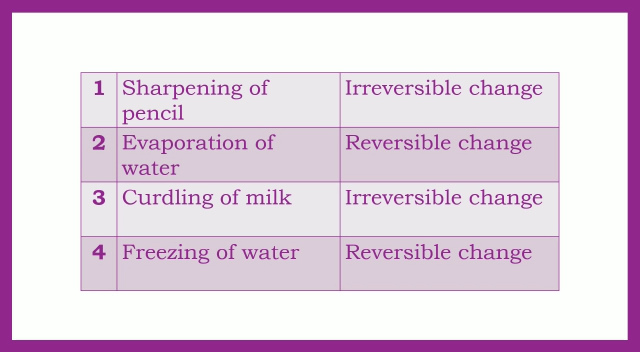 1 Sharpening of Irreversible change
pencil
2 Evaporation of Reversible change
water
3 Curdling of milk Irreversible change
4 Freezing of water Reversible change